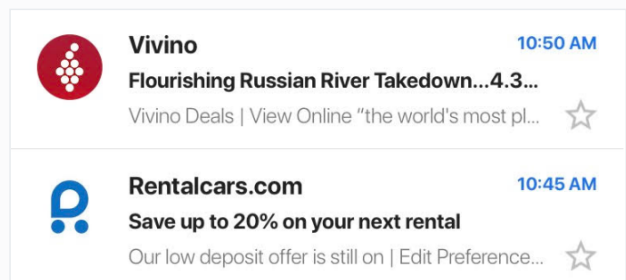 Vivino 10:50 AM
Flourishing Russian River Takedown...4.3...
Vivino Deals | View Online “the world's most pl...
Rentalcars.com 10:45 AM
Save up to 20% on your next rental
Our low deposit offer is still on | Edit Preference...